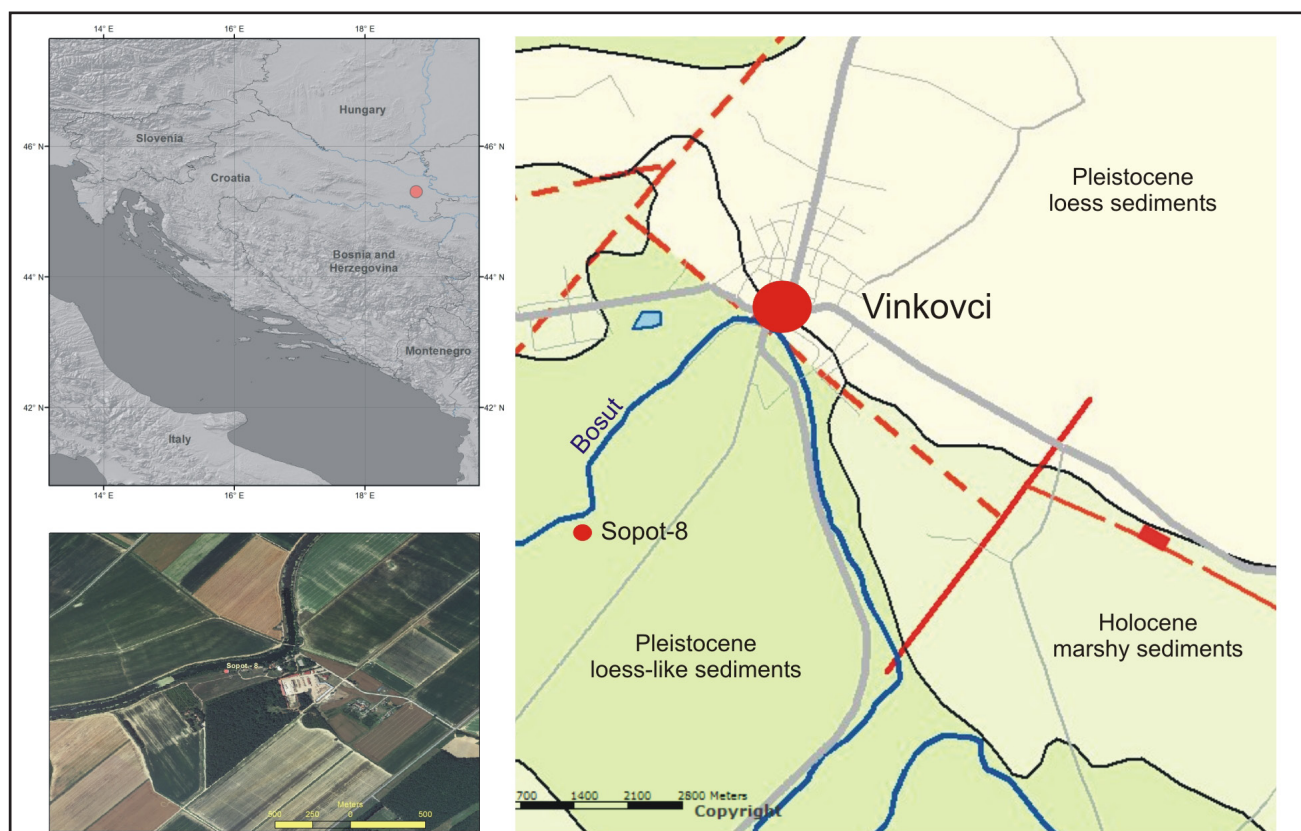 14° E 16° E 18° E
Hungary
46° N 46° N
Slovenia
Croatia
Bosnia and
Herzegovina
44° N 44° N
Montenegro
42° N 42° N
Italy
14° E 16° E 18° E
Sopot - 8
Meters
500 250 0 500
Pleistocene
loess sediments
Vinkovci
Bosut
Sopot-8
Pleistocene
loess-like sediments
Holocene
marshy sediments
700 1400 2100 2800 Meters
Copyright